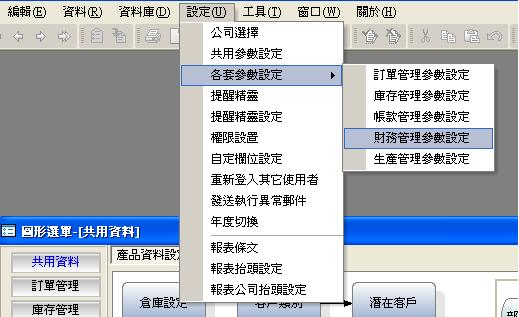 編輯(E) 資料(R) 資料庫(D) 設定(U) 工具(T) 窗口(W) 關於(H)
公司選擇
共用參數設定
各套參數設定
提醒精靈
提醒精靈設定
權限設置
自定欄位設定
重新登入其它使用者
發送執行異常郵件
年度切換
報表條文
報表抬頭設定
報表公司抬頭設定
訂單管理參數設定
庫存管理參數設定
帳款管理參數設定
財務管理參數設定
生產管理參數設定
圖形選單-[共用資料]
共用資料
訂單管理
庫存管理
產品資料設定
倉庫設定
客戶類別
潛在客戶